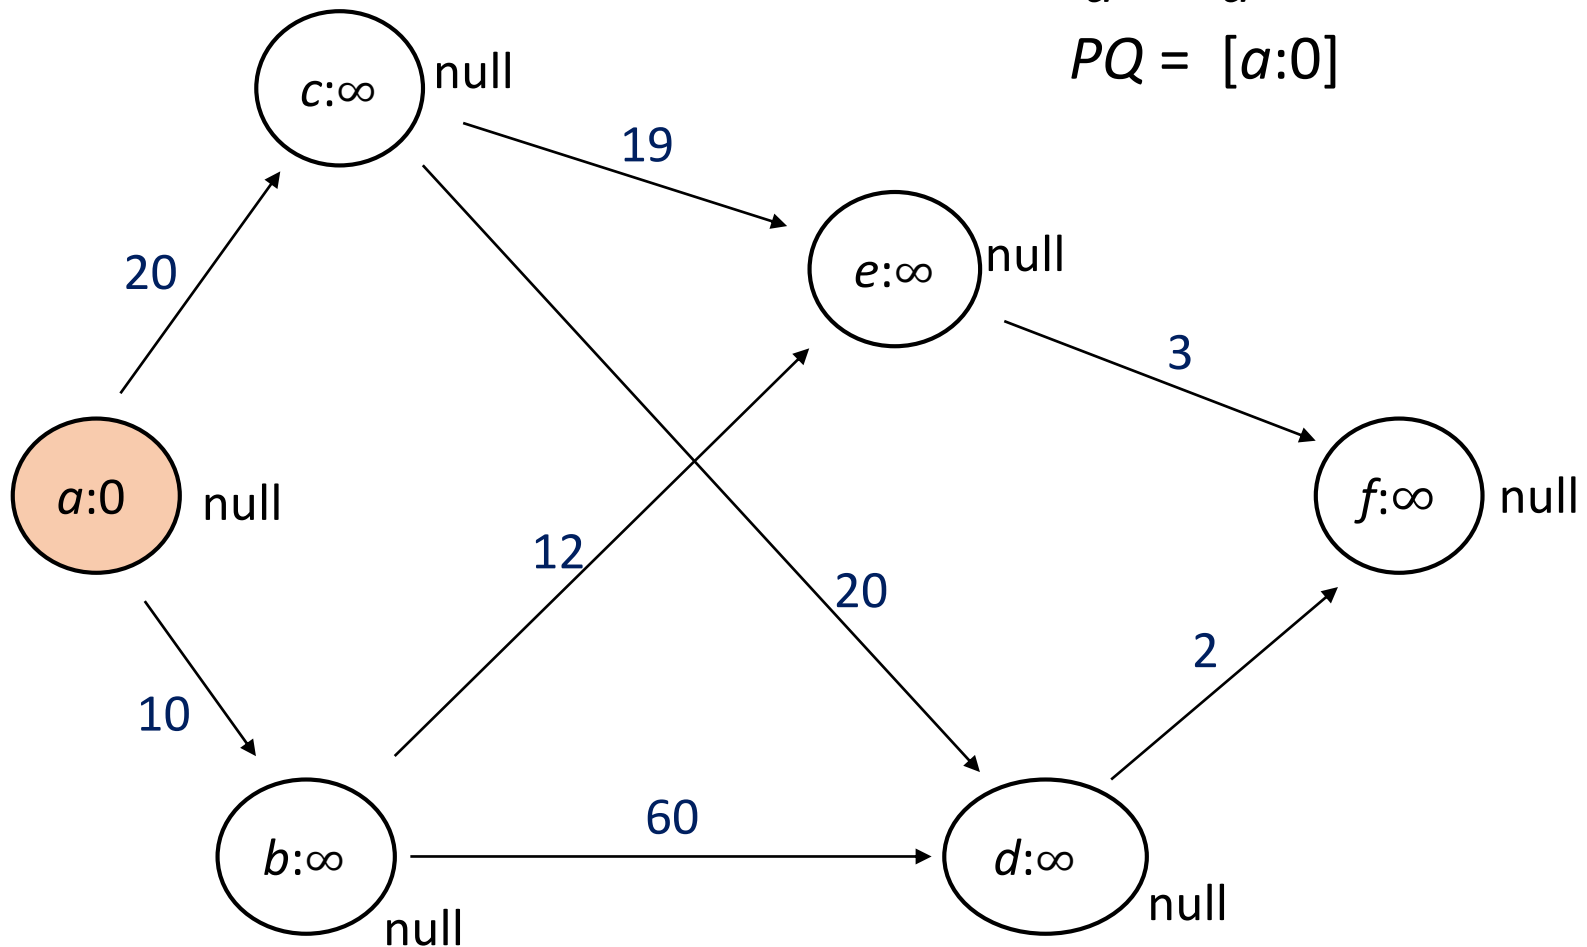 PQ = [a:0]
c:∞ null
19
20
e:∞ null
3
a:0 null
f:∞ null
12
20
2
10
60
b:∞
null
d:∞
null